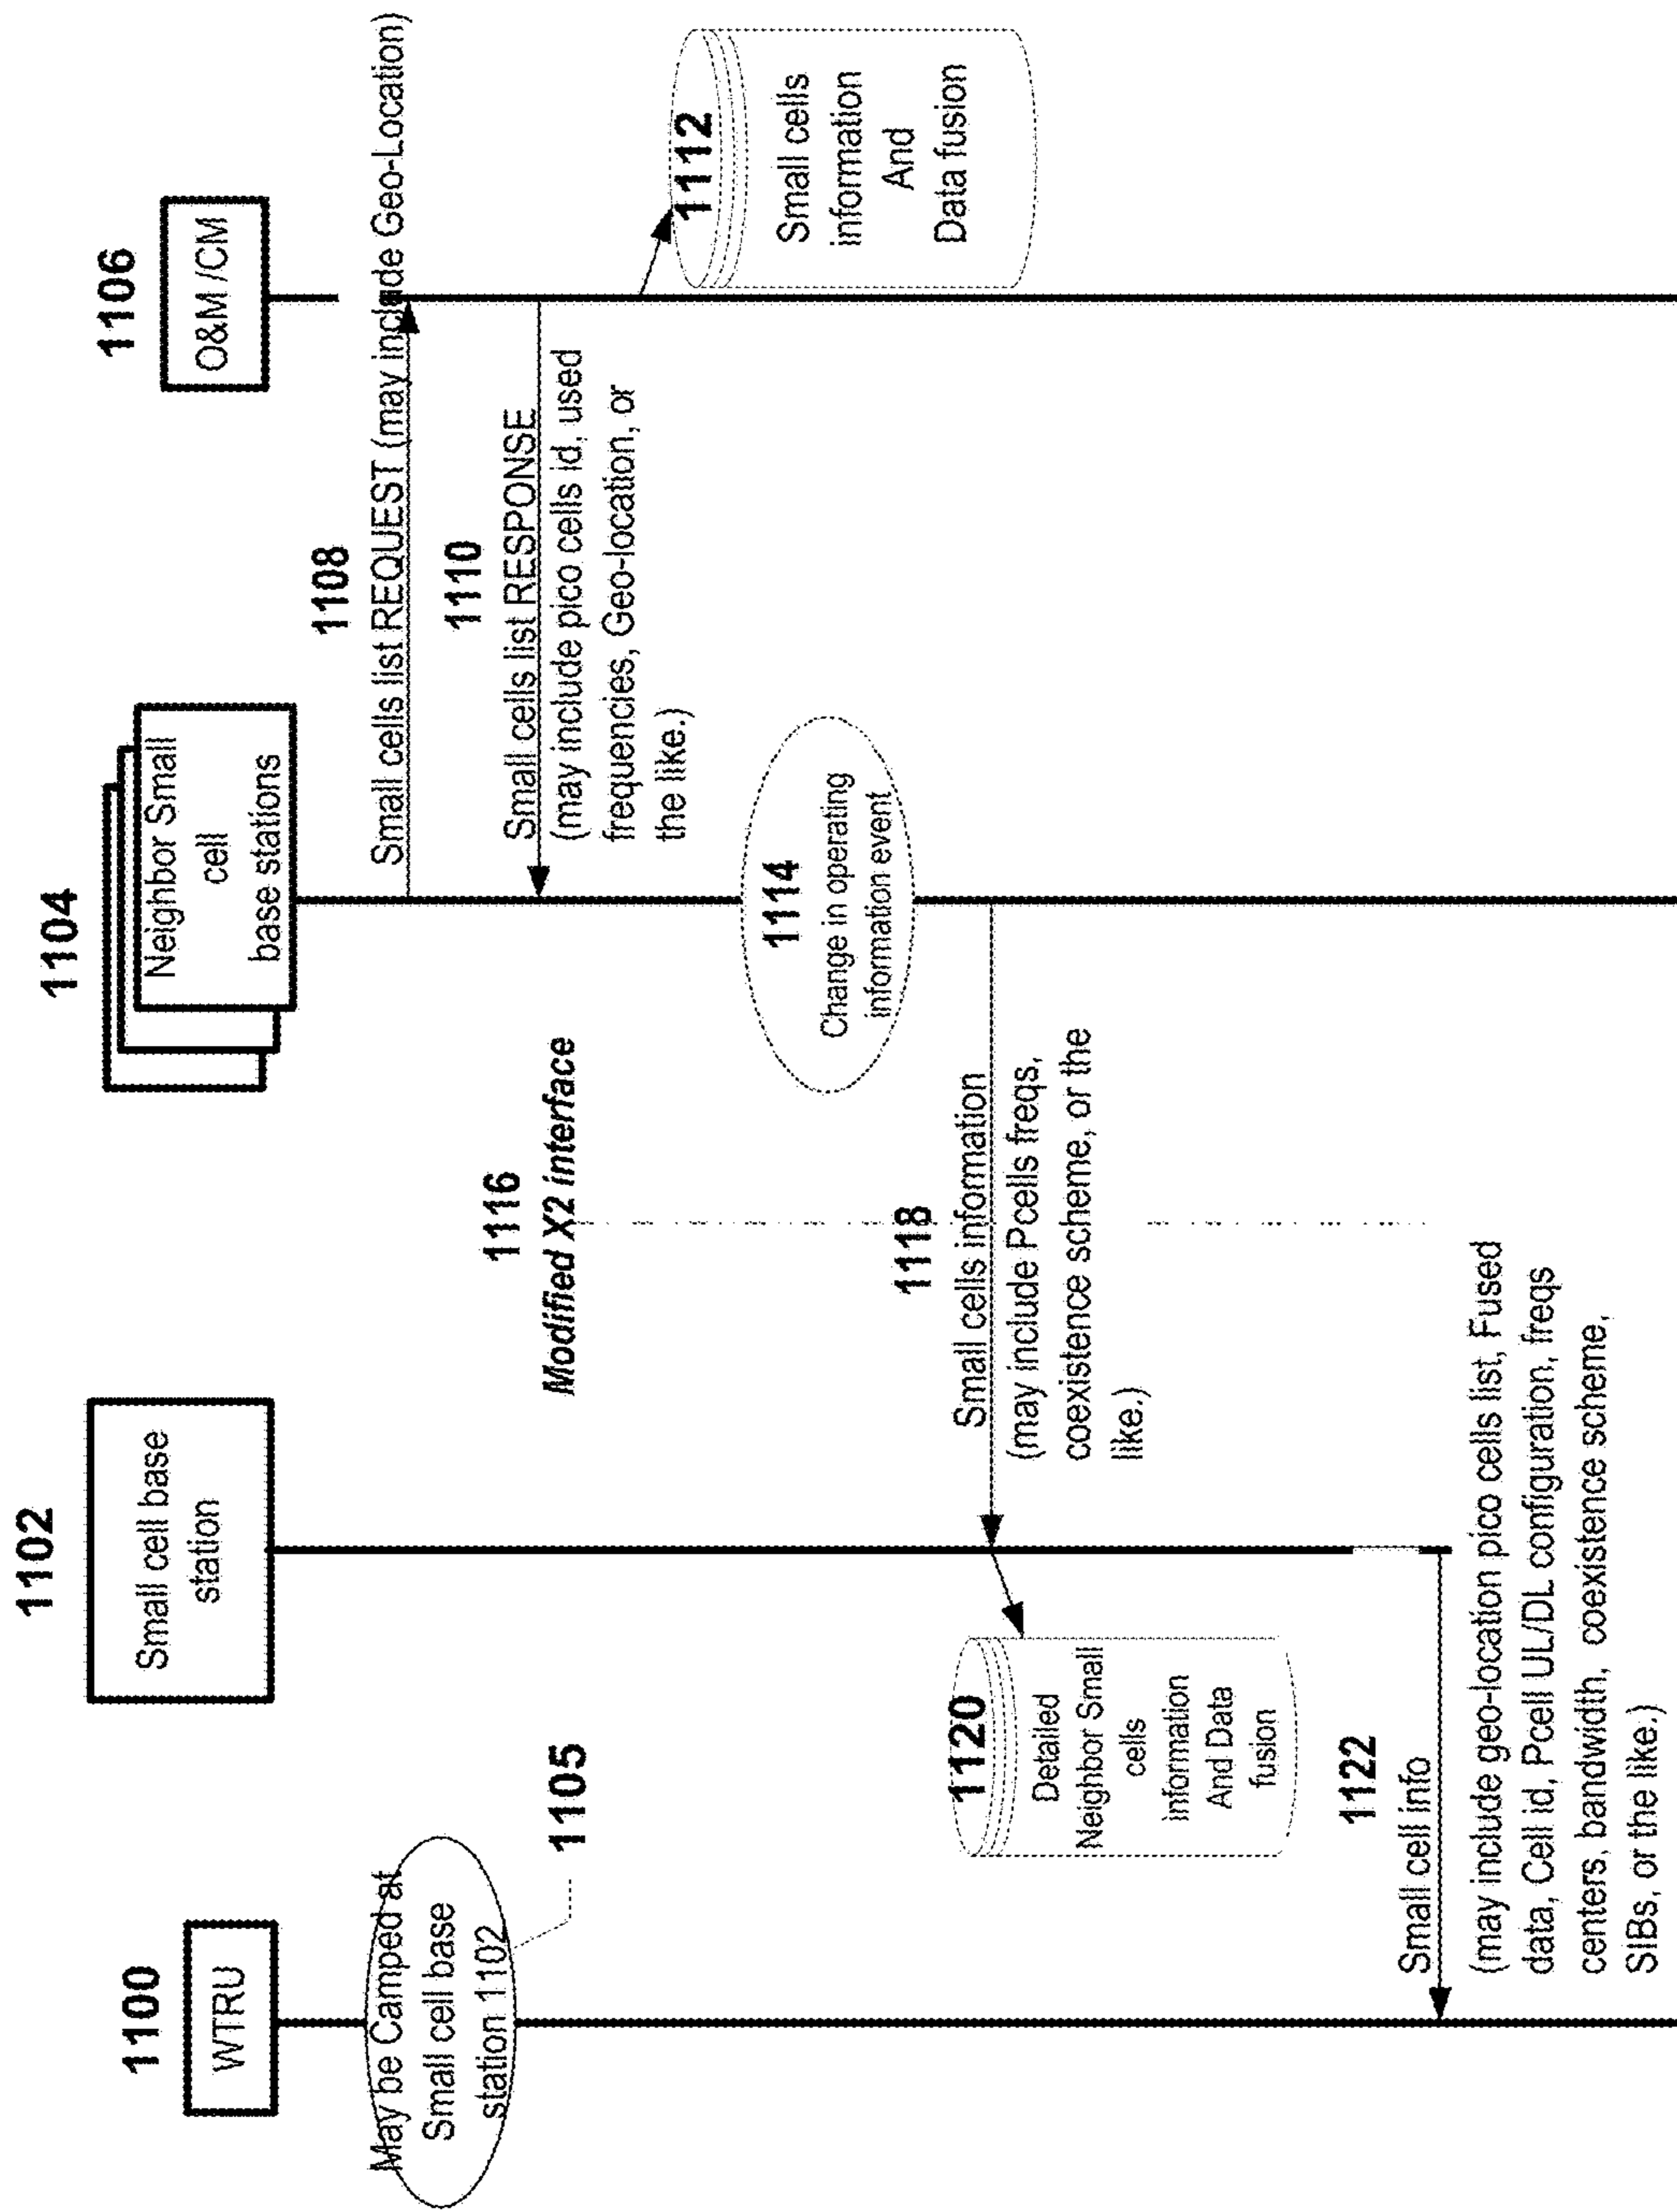 1100
WTRU
May be Camped at
Small cell base
station 1102
1105
1102
Small cell base
station
1104
Neighbor Small
cell
base stations
1106
O&M /CM
1108
Small cells list REQUEST (may include Geo-Location)
1110
Small cells list RESPONSE
(may include pico cells id, used
frequencies, Geo-location, or
the like.)
1112
Small cells
information
And
Data fusion
1114
Change in operating
information event
1116
Modified X2 interface
1118
Small cells information
(may include Pcells freqs,
coexistence scheme, or the
like.)
1120
Detailed
Neighbor Small
cells
information
And Data
fusion
1122
Small cell info
(may include geo-location pico cells list, Fused
data, Cell id, Pcell UL/DL configuration, freqs
centers, bandwidth, coexistence scheme,
SIBs, or the like.)